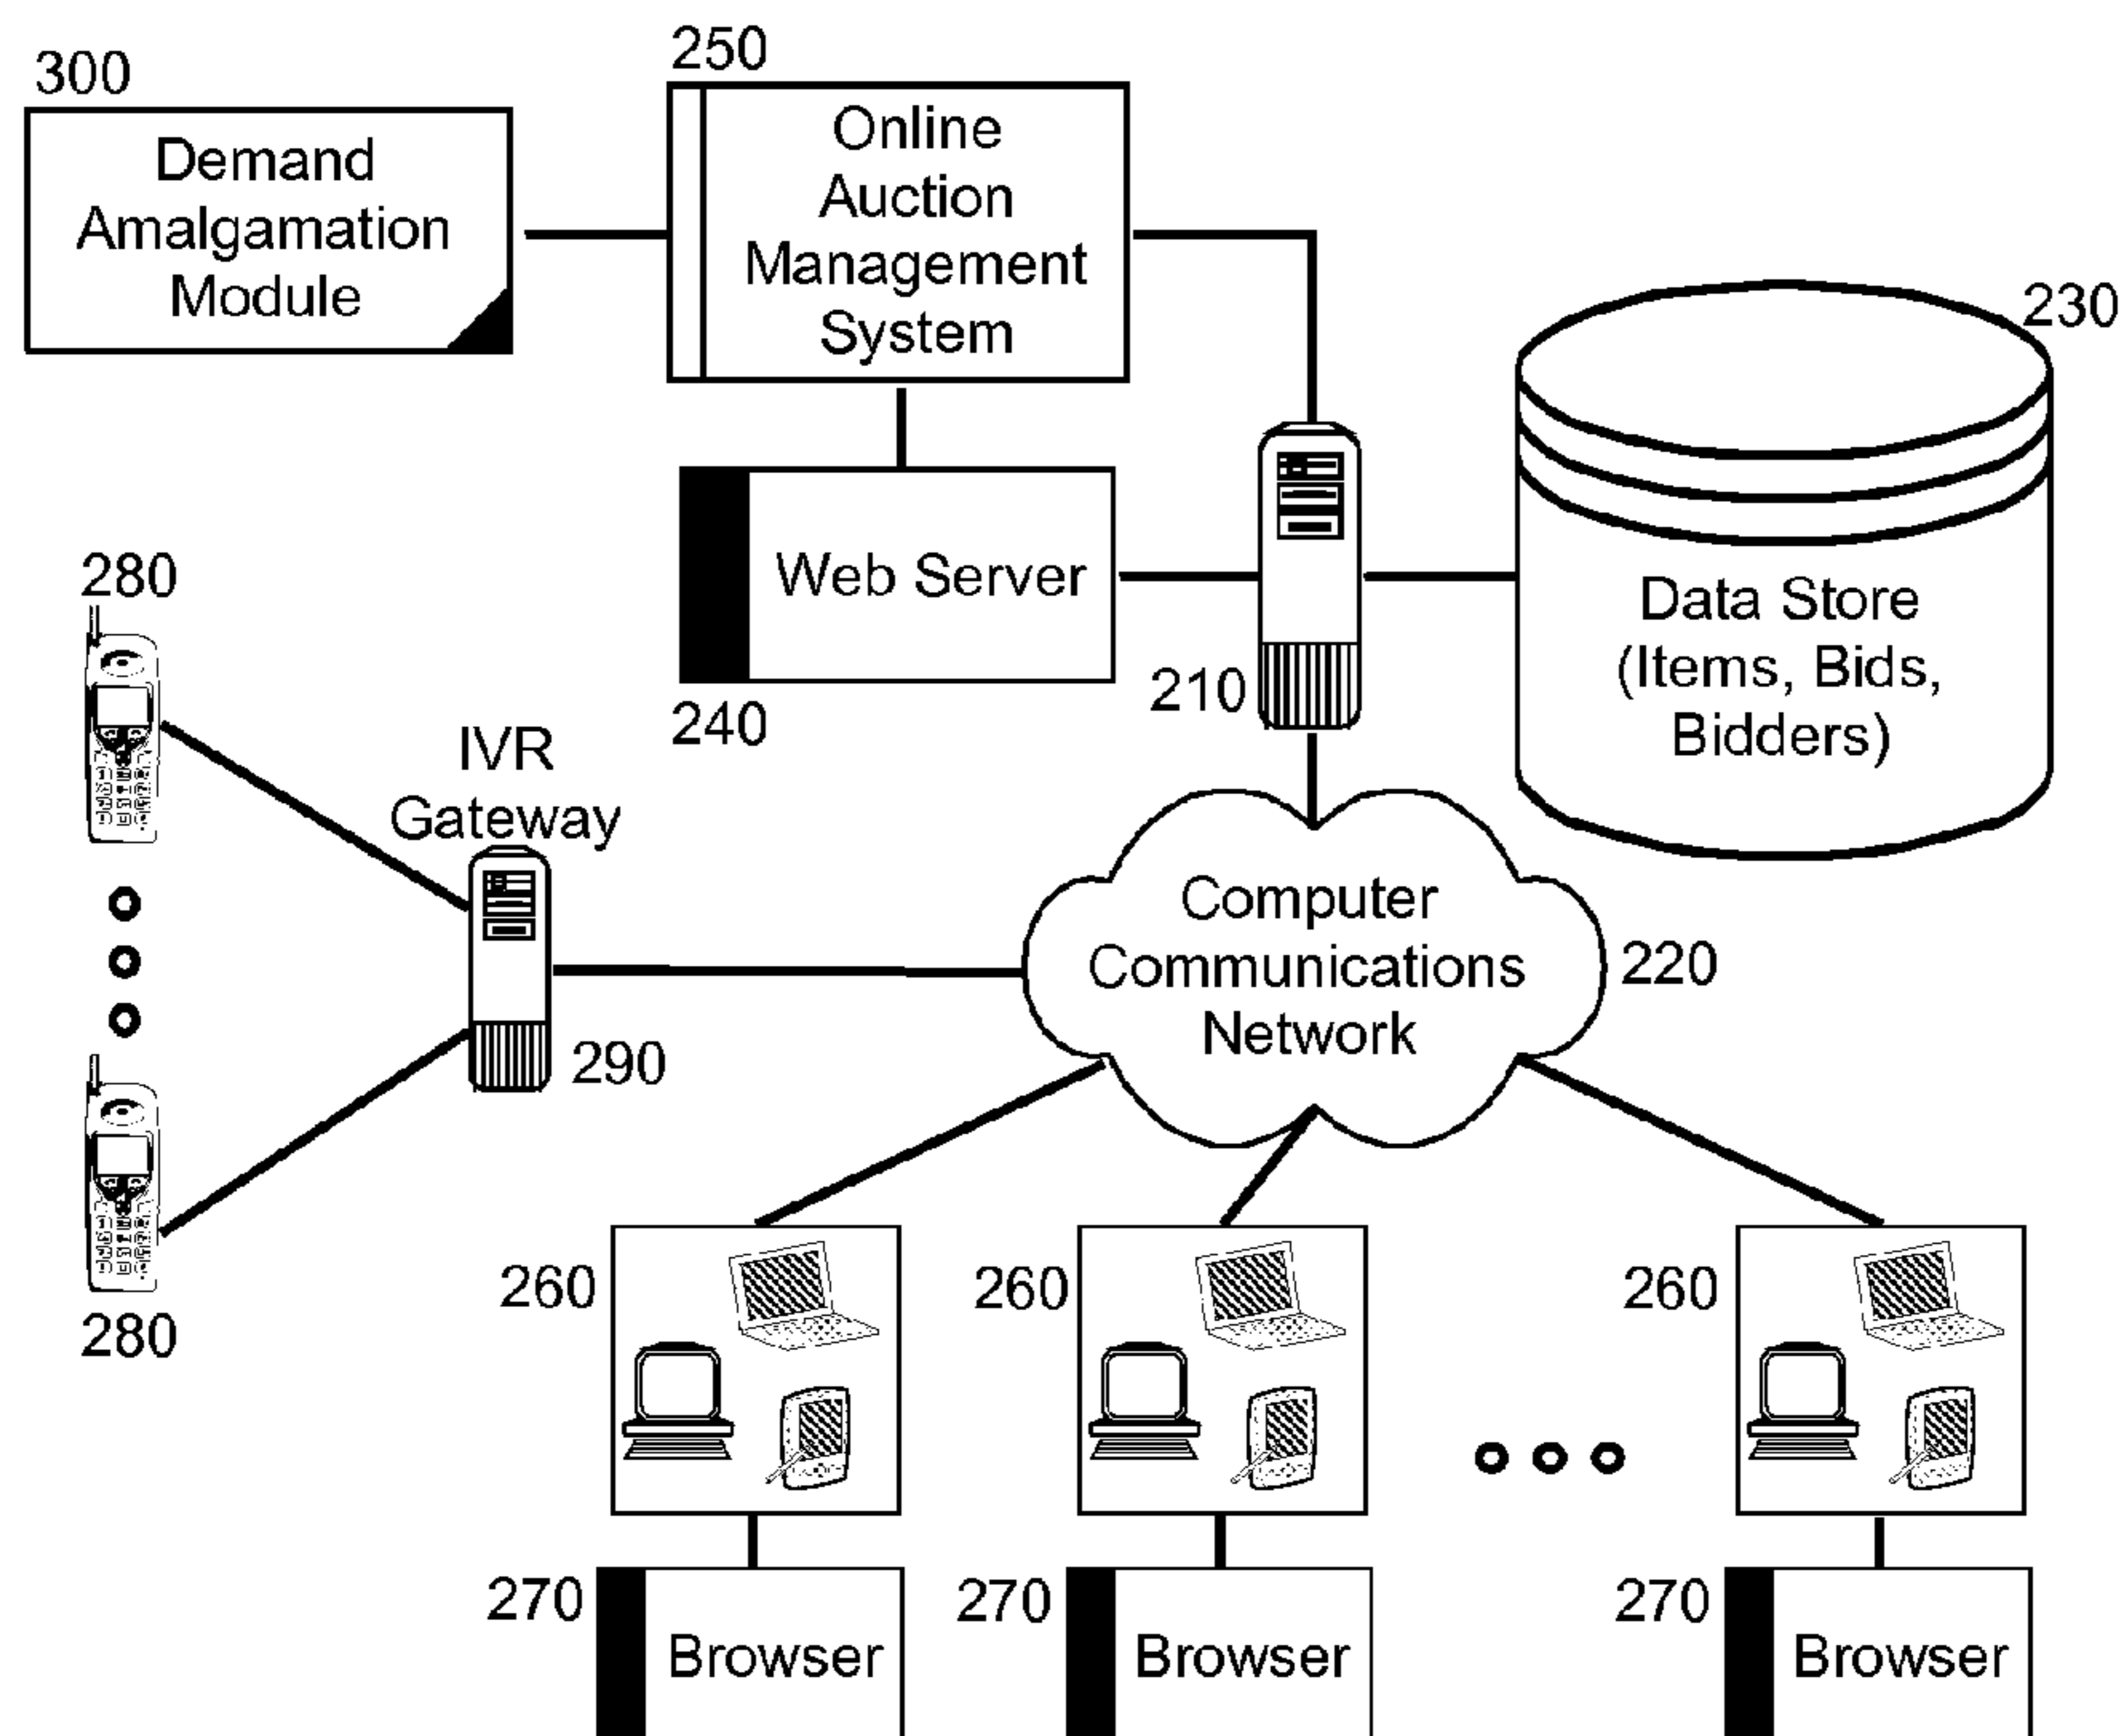 300
Demand
Amalgamation
Module
250
Online
Auction
Management
System
230
Data Store
(Items, Bids,
Bidders)
Web Server
240
210
280
IVR
Gateway
290
280
Computer
Communications
Network
220
260
260
260
270
Browser
270
Browser
270
Browser